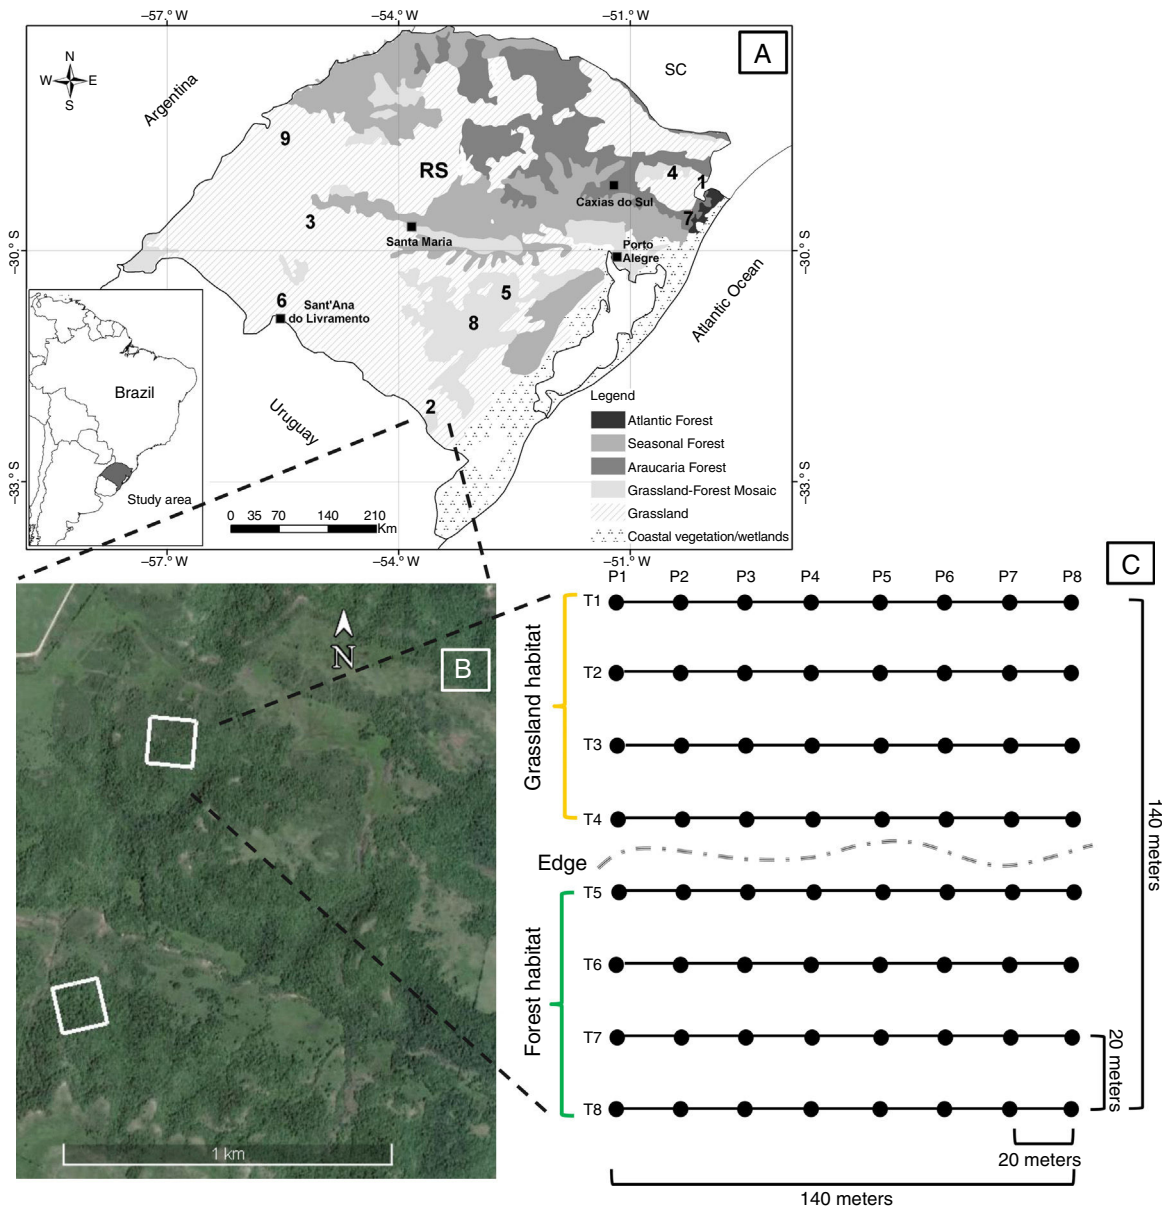 −57.° W
−54.° W
−51.° W
A
N
W E
S
Argentina
SC
9
RS
4
1
Caxias do Sul
7
3
Santa Maria
Porto
Alegre
−30.° S
−30.° S
6
Sant'Ana
do Livramento
5
8
Atlantic Ocean
Brazil
Study area
Uruguay
2
Legend
Atlantic Forest
Seasonal Forest
Araucaria Forest
Grassland-Forest Mosaic
Grassland
Coastal vegetation/wetlands
−33.° S
−33.° S
0 35 70 140 210
Km
−57.° W
−54.° W
−51.° W
B
N
1 km
C
P1 P2 P3 P4 P5 P6 P7 P8
T1
T2
T3
T4
Grassland habitat
Edge
T5
T6
T7
T8
Forest habitat
140 meters
20 meters
20 meters
140 meters